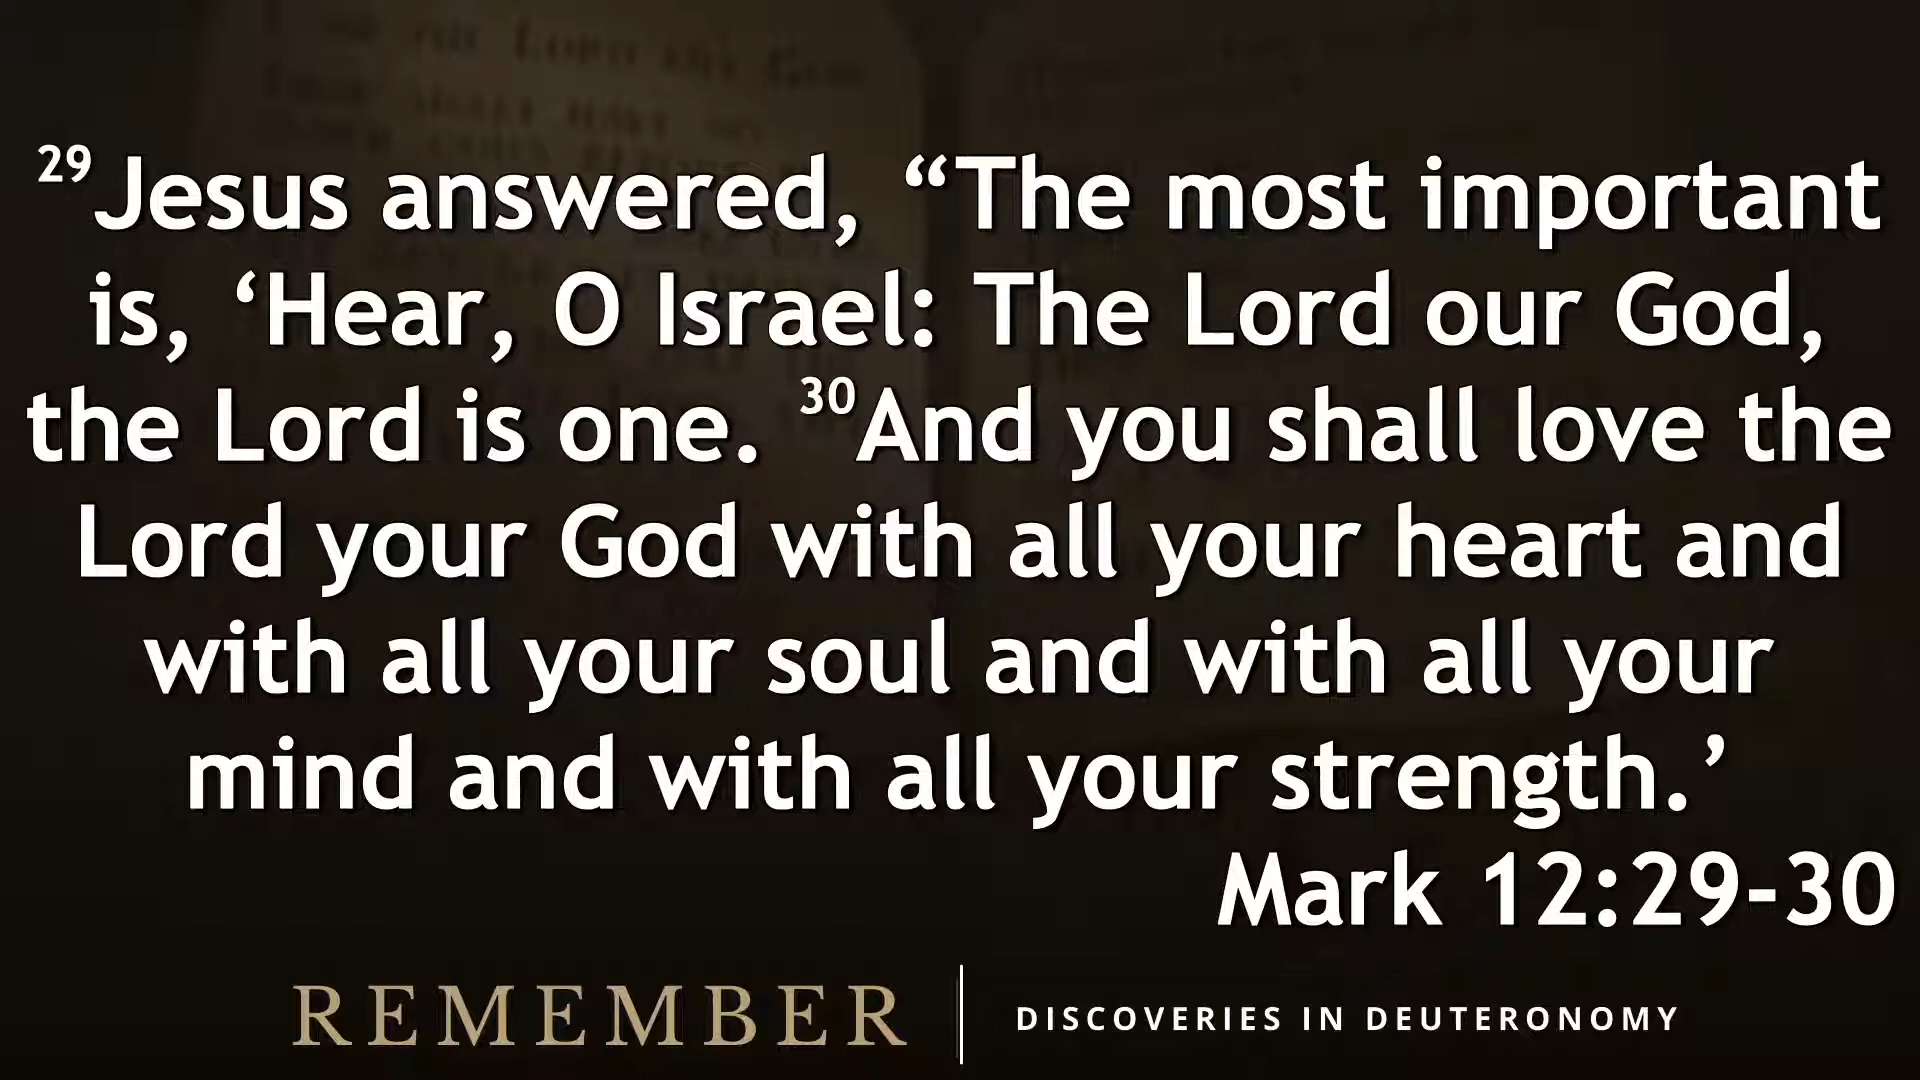 29Jesus answered, “The most important
is, ‘Hear, O Israel: The Lord our God,
the Lord is one. 30And you shall love the
Lord your God with all your heart and
with all your soul and with all your
mind and with all your strength.’
Mark 12:29-30
REMEMBER
DISCOVERIES IN DEUTERONOMY